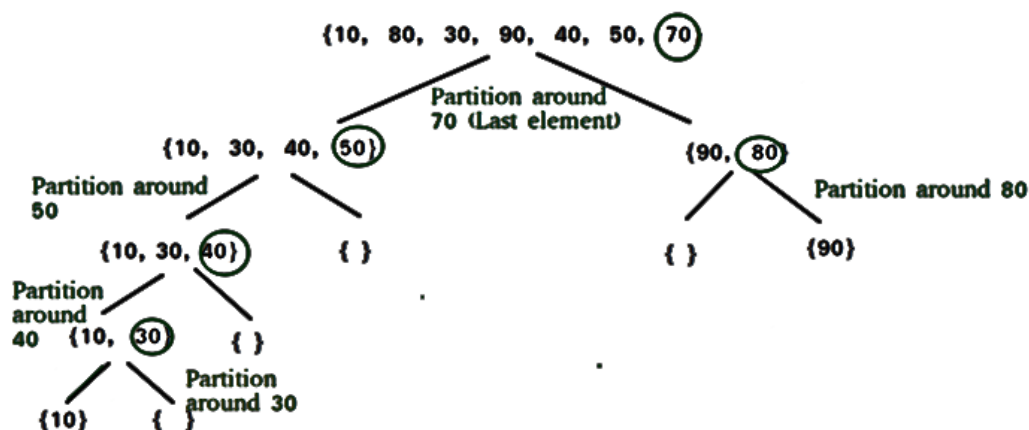 {10, 80, 30, 90, 40, 50, 70}
Partition around
70 (Last element)
{10, 30, 40, 50}
{90, 80}
Partition around
50
Partition around 80
{10, 30, 40}
{ }
{ }
{90}
Partition
around
40
{10, 30}
{ }
Partition
around 30
{10}
{ }